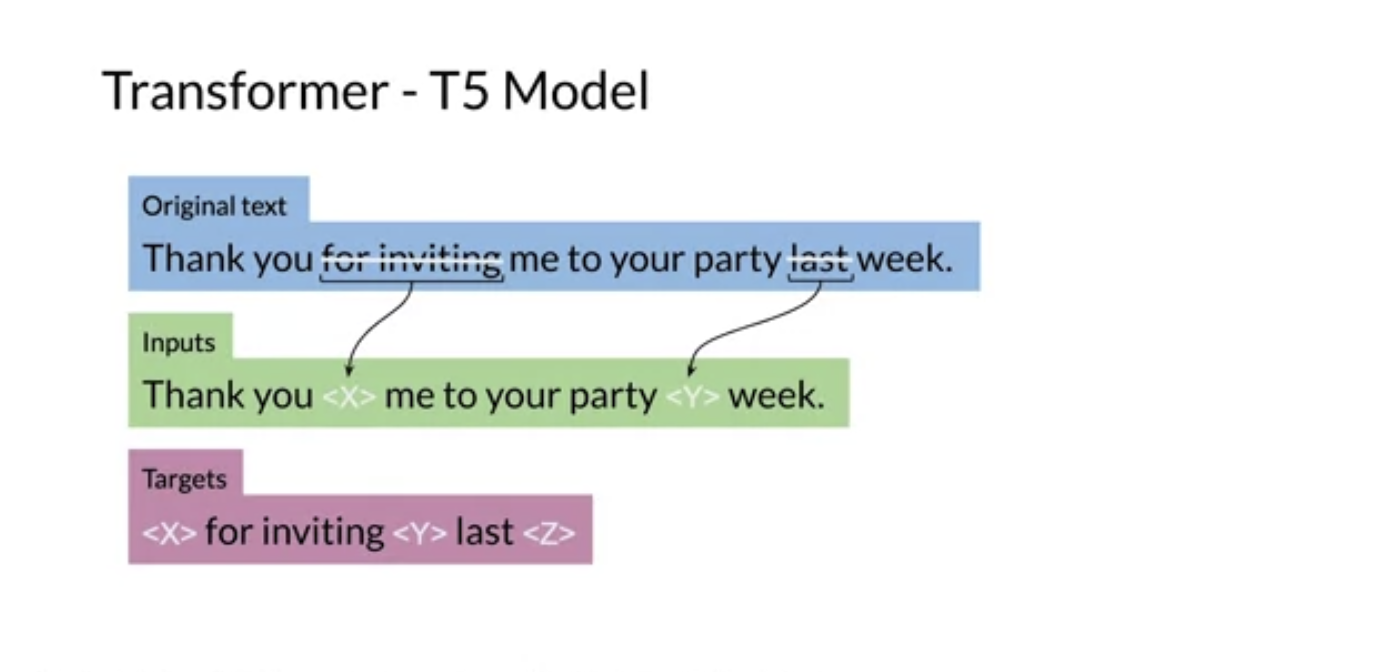 Transformer - T5 Model
Original text
Thank you for inviting me to your party last week.
Inputs
Thank you <X> me to your party <Y> week.
Targets
<X> for inviting <Y> last <Z>